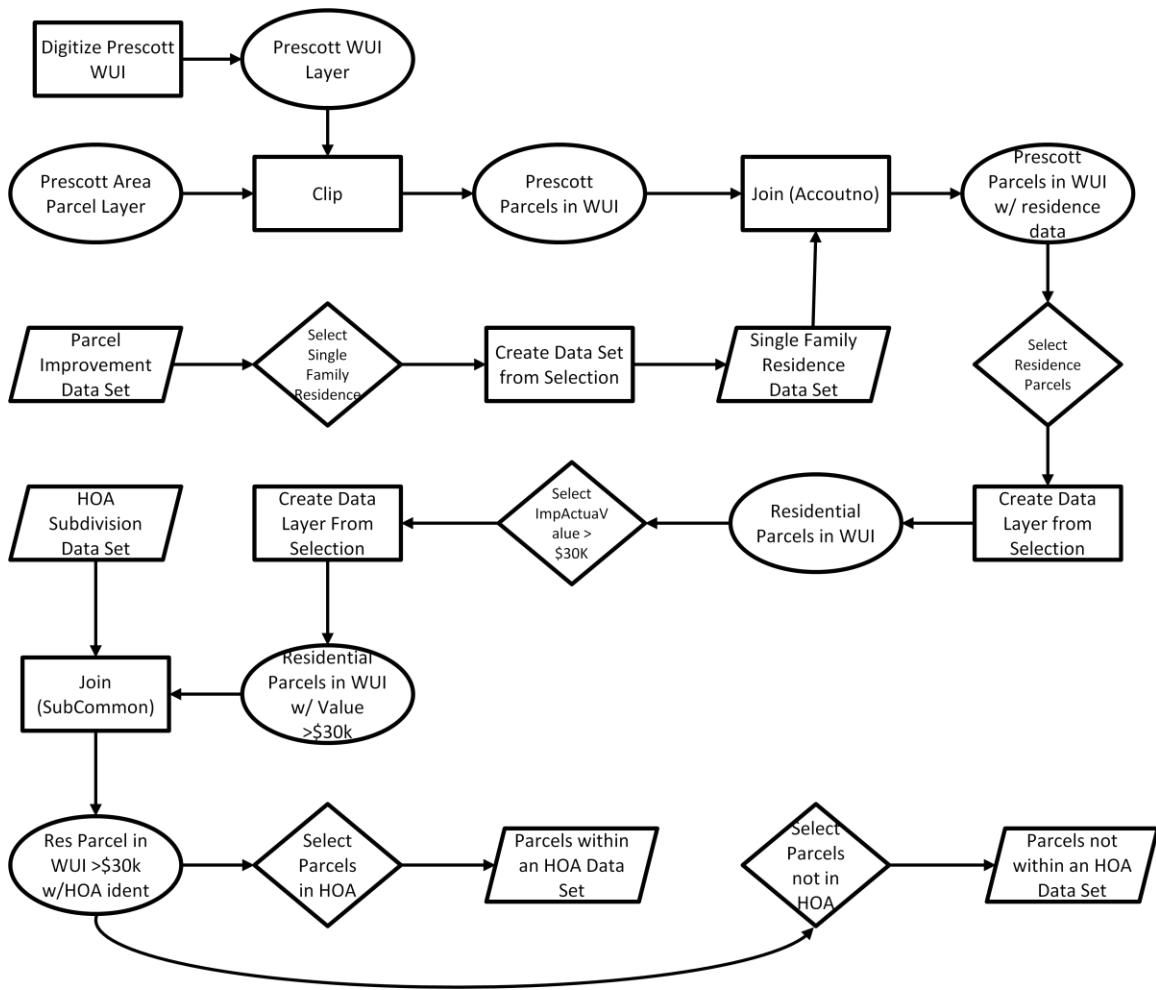 Digitize Prescott
WUI
Prescott WUI
Layer
Prescott Area
Parcel Layer
Clip
Prescott
Parcels in WUI
Join (Accoutno)
Prescott
Parcels in WUI
w/ residence
data
Parcel
Improvement
Data Set
Select
Single
Family
Residence
Create Data Set
from Selection
Single Family
Residence
Data Set
Select
Residence
Parcels
HOA
Subdivision
Data Set
Create Data
Layer From
Selection
Select
ImpActuaV
alue >
$30K
Residential
Parcels in WUI
Create Data
Layer from
Selection
Join
(SubCommon)
Residential
Parcels in WUI
w/ Value
>$30k
Res Parcel in
WUI >$30k
w/HOA ident
Select
Parcels
in HOA
Parcels within
an HOA Data
Set
Select
Parcels
not in
HOA
Parcels not
within an HOA
Data Set